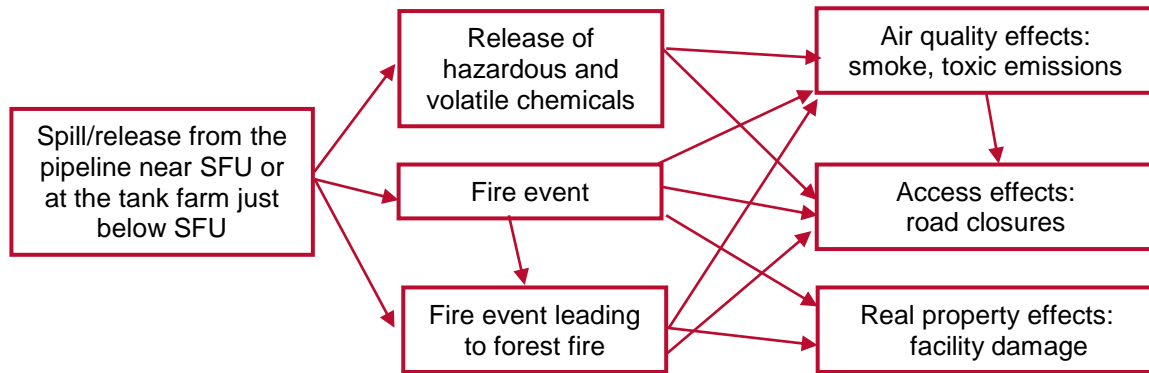 Spill/release from the
pipeline near SFU or
at the tank farm just
below SFU
Release of
hazardous and
volatile chemicals
Fire event
Fire event leading
to forest fire
Air quality effects:
smoke, toxic emissions
Access effects:
road closures
Real property effects:
facility damage